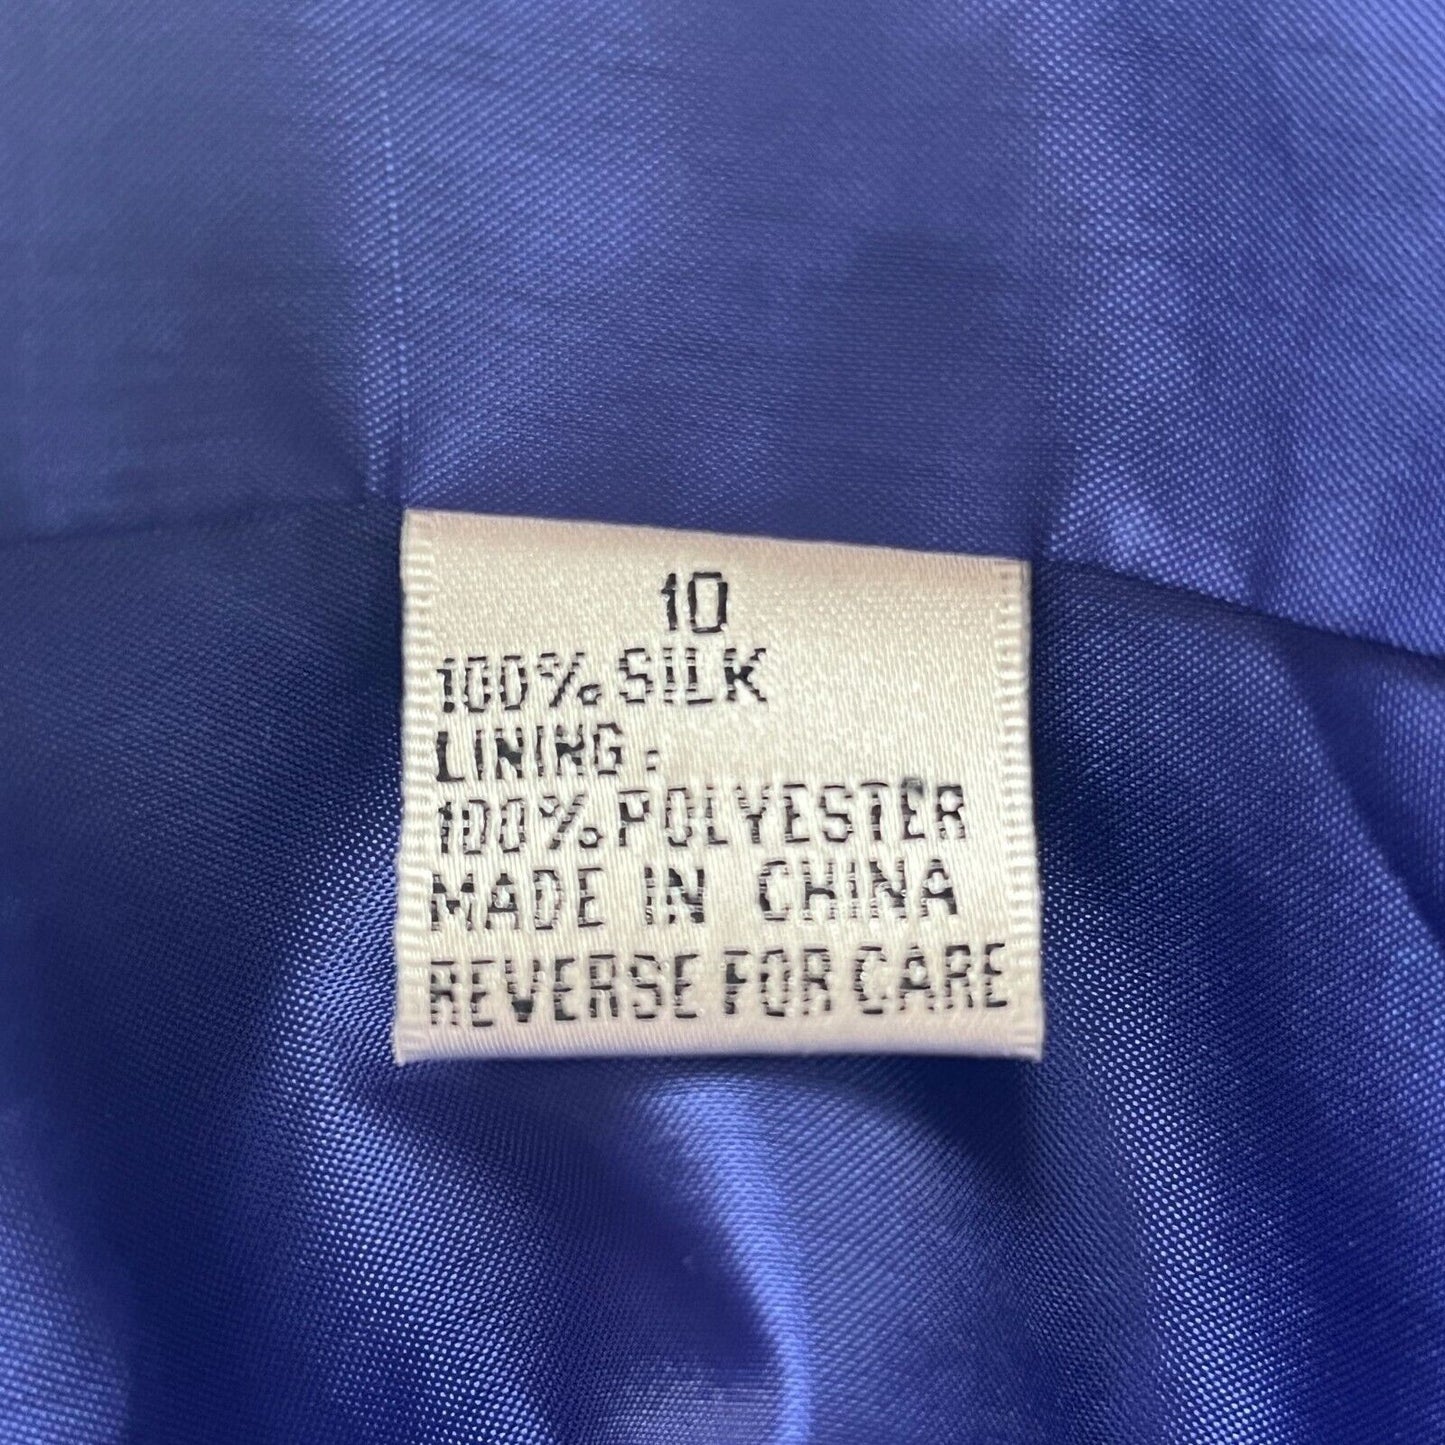 10
100% SILK
LINING:
100% POLYESTER
MADE IN CHINA
REVERSE FOR CARE